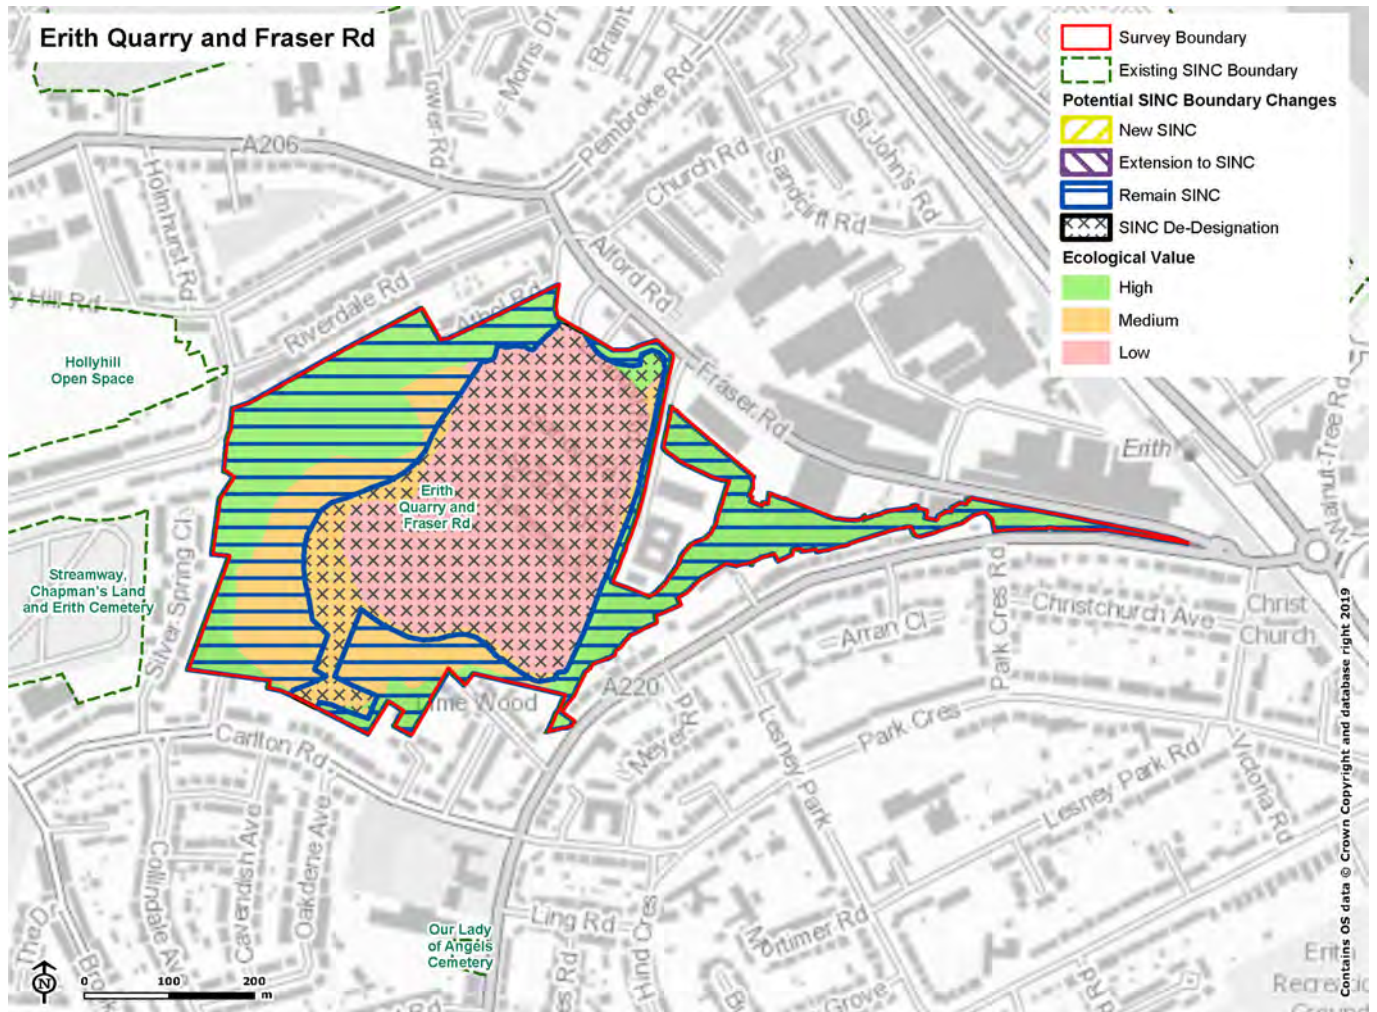 Erith Quarry and Fraser Rd
Survey Boundary
Existing SINC Boundary
Potential SINC Boundary Changes
New SINC
Extension to SINC
Remain SINC
SINC De-Designation
Ecological Value
High
Medium
Low
Tower Rd
Morris Dr
Pembroke Rd
A206
Church Rd
St John's Rd
Sandcliff Rd
Holmhurst Rd
Alford Rd
Hill Rd
Riverdale Rd
Athol Rd
Hollyhill
Open Space
Fraser Rd
Walnut Tree Rd
Erith
Erith
Quarry and
Fraser Rd
Silver Spring Cl
Streamway,
Chapman's Land
and Erith Cemetery
Park Cres Rd
Christchurch Ave
Christ
Church
Arran Cl
A220
Lime Wood
Meyer Rd
Lesney Park
Park Cres
Carlton Rd
Victoria Rd
Lesney Park Rd
Collindale Av
Cavendish Ave
Oakdene Ave
Ling Rd
Mortimer Rd
Our Lady
of Angels
Cemetery
Grove
N
0 100 200
m
Contains OS data © Crown Copyright and database right 2019